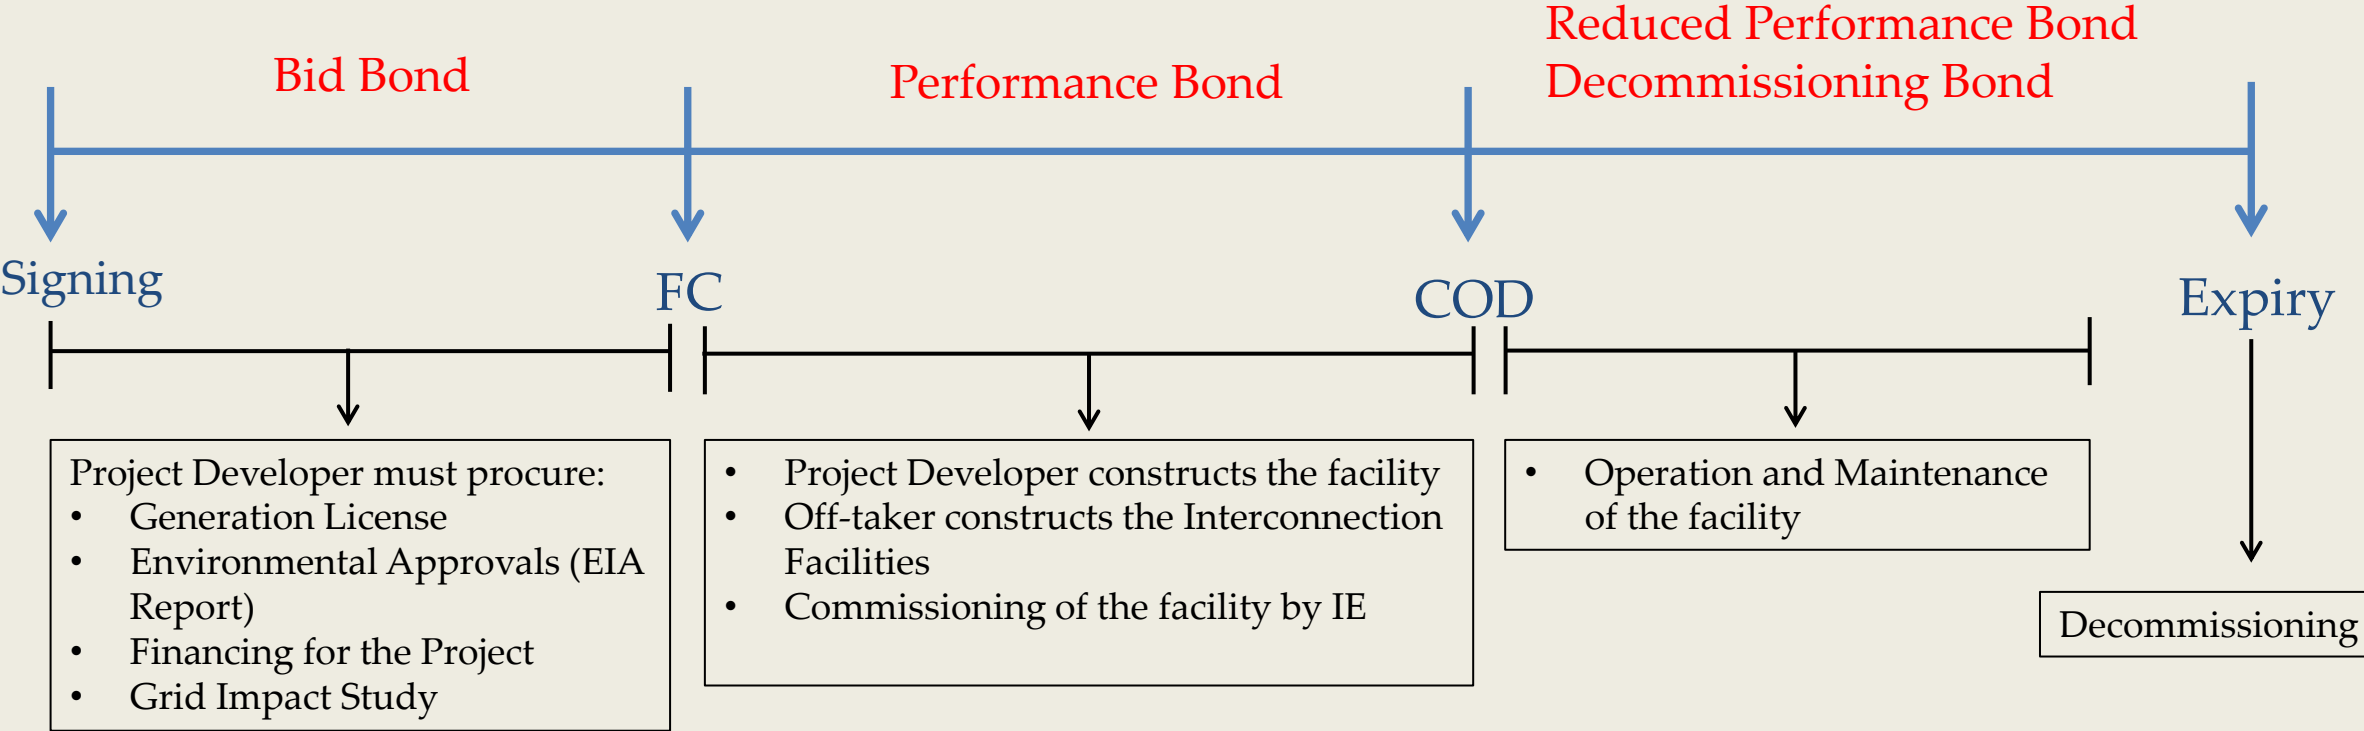 Bid Bond
Performance Bond
Reduced Performance Bond
Decommissioning Bond
Signing
FC
COD
Expiry
Project Developer must procure:
• Generation License
• Environmental Approvals (EIA
Report)
• Financing for the Project
• Grid Impact Study
• Project Developer constructs the facility
• Off-taker constructs the Interconnection
Facilities
• Commissioning of the facility by IE
• Operation and Maintenance
of the facility
Decommissioning